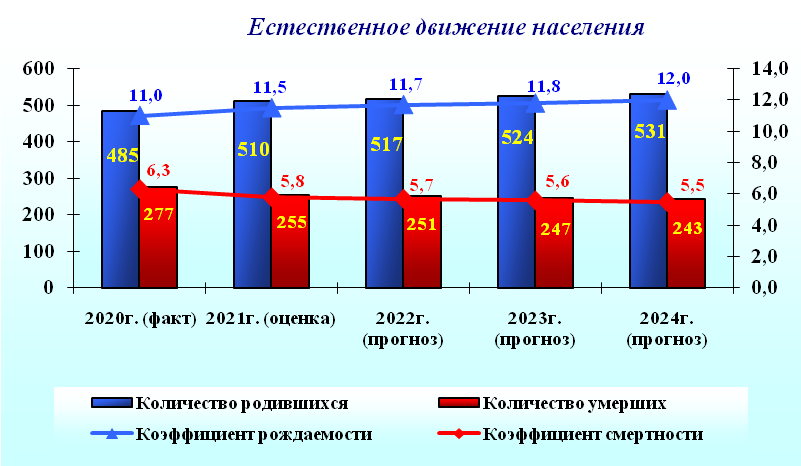 Естественное движение населения
600
500
400
300
200
100
0
14,0
12,0
10,0
8,0
6,0
4,0
2,0
0,0
11,0
11,5
11,7
11,8
12,0
485
510
517
524
531
6,3
5,8
5,7
5,6
5,5
277
255
251
247
243
2020г. (факт)
2021г. (оценка)
2022г.
(прогноз)
2023г.
(прогноз)
2024г.
(прогноз)
Количество родившихся
Количество умерших
Коэффициент рождаемости
Коэффициент смертности